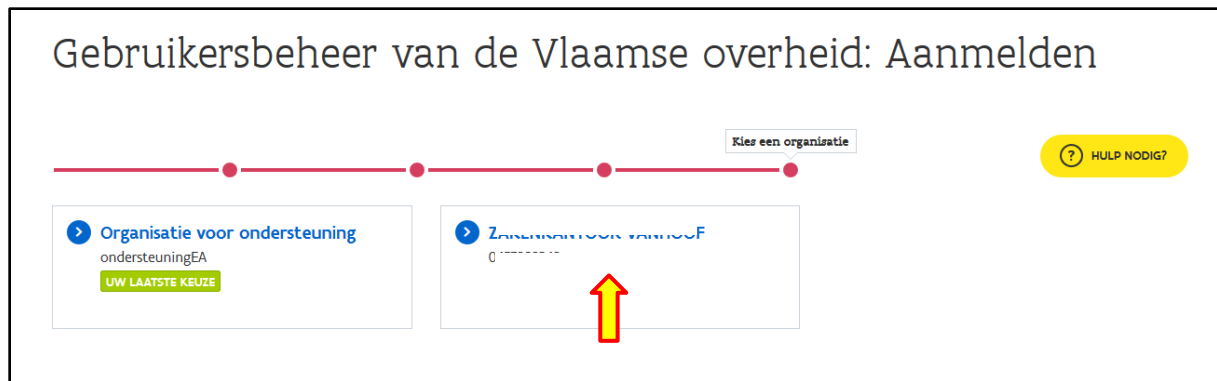 Gebruikersbeheer van de Vlaamse overheid: Aanmelden
Kies een organisatie
? HULP NODIG?
Organisatie voor ondersteuning
ondersteuningEA
UW LAATSTE KEUZE